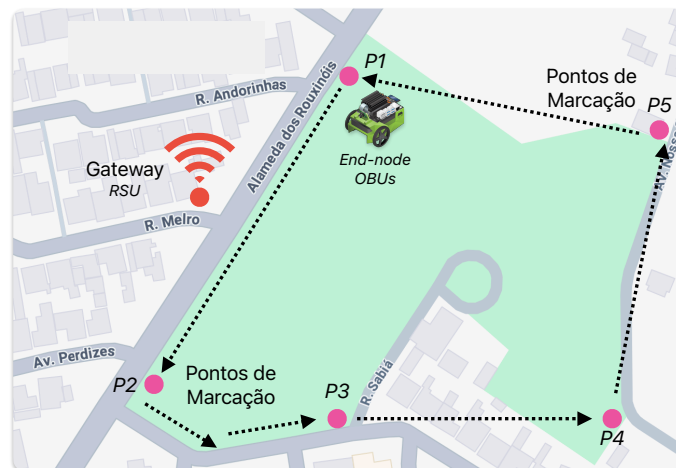 P1
R. Andorinhas
Alameda dos Rouxinóis
Pontos de
Marcação
P5
Gateway
RSU
End-node
OBUs
R. Melro
Av. Perdizes
P2
Pontos de
Marcação
P3
R. Sabiá
P4